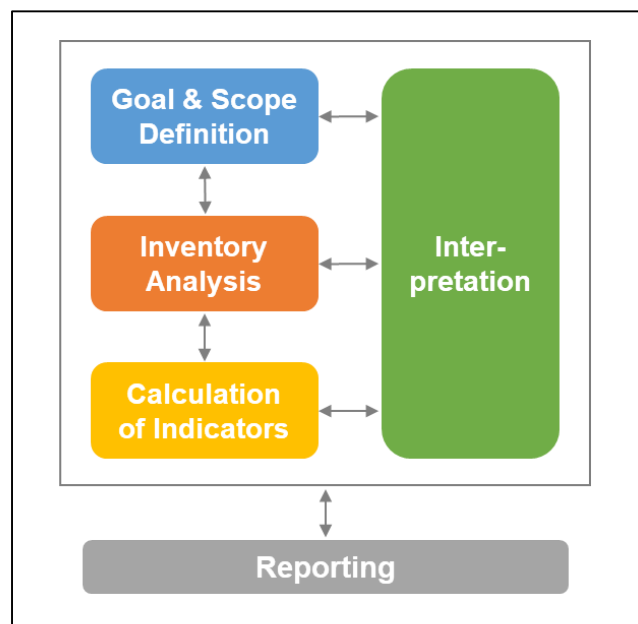 Goal & Scope
Definition
Inventory
Analysis
Inter-
pretation
Calculation
of Indicators
Reporting